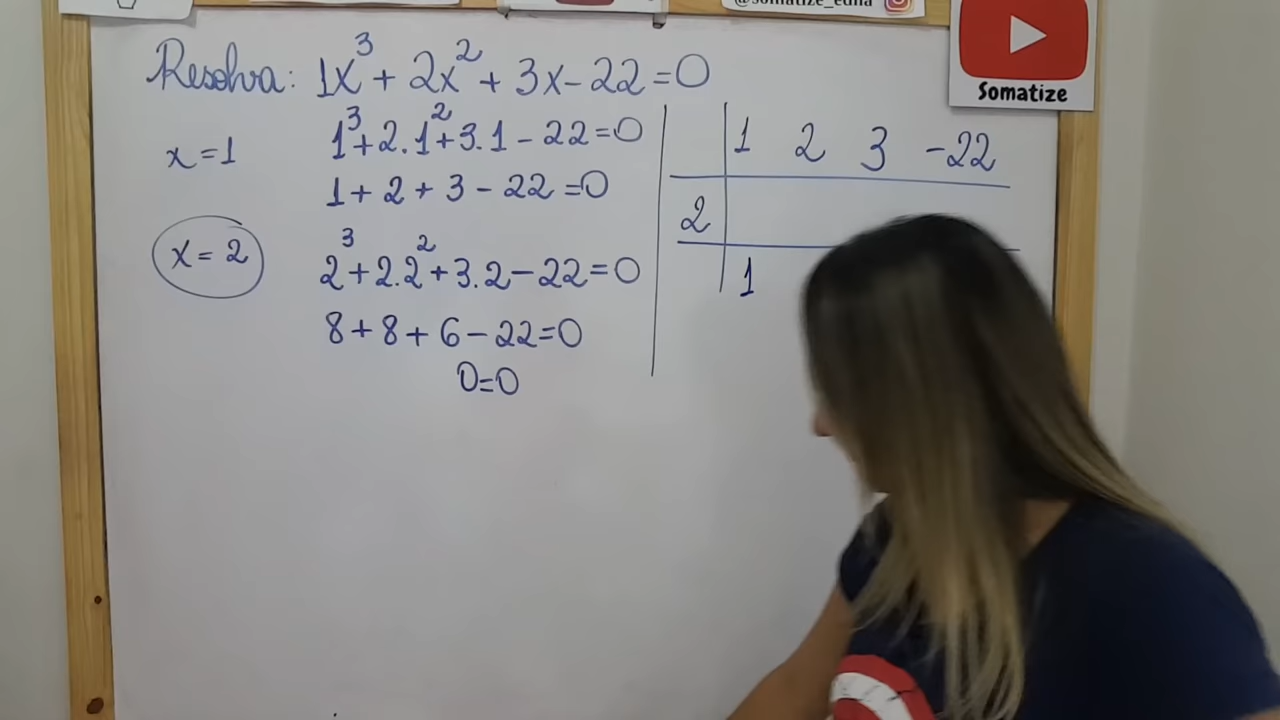 @somatize_edna
Somatize
Resolva: 1x³ + 2x² + 3x - 22 = 0
x = 1
1³ + 2.1² + 3.1 - 22 = 0
1 + 2 + 3 - 22 = 0
x = 2
2³ + 2.2² + 3.2 - 22 = 0
8 + 8 + 6 - 22 = 0
0 = 0
1 2 3 -22
2
1